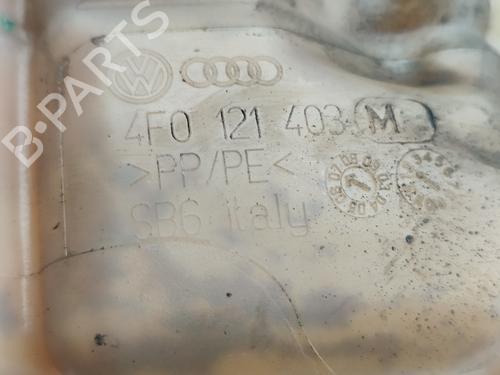 4F0 121 403 M
>PP/PE<
SB6 italy
B-PARTS